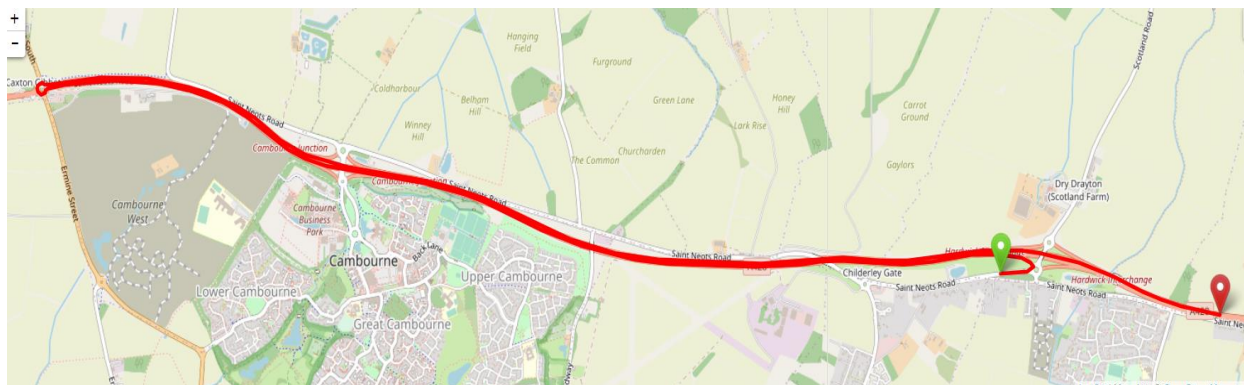 +
-
South
Caxton Gibbet
Saint Neots Road
Cambourne Junction
Ermine Street
Cambourne
West
Cambourne
Business
Park
Cambourne
Back Lane
Lower Cambourne
Great Cambourne
Upper Cambourne
Saint Neots Road
Coldharbour
Winney
Hill
Belham
Hill
Hanging
Field
Furground
Green Lane
The Common
Churcharden
Lark Rise
Honey
Hill
Carrot
Ground
Gaylors
Scotland Road
Dry Drayton
(Scotland Farm)
Saint Neots Road
Childerley Gate
Saint Neots Road
Saint Neots Road
Hardwick Interchange